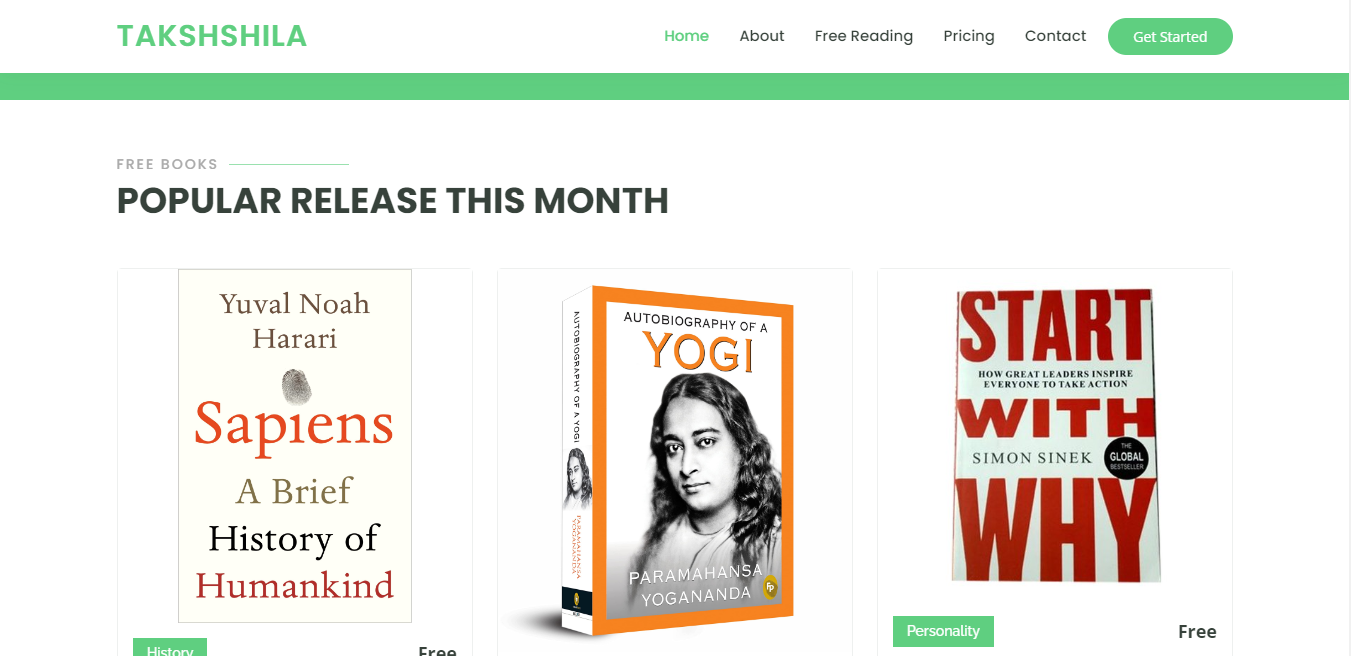 TAKSHSHILA
Home About Free Reading Pricing Contact Get Started
FREE BOOKS
POPULAR RELEASE THIS MONTH
Yuval Noah
Harari
Sapiens
A Brief
History of
Humankind
History Free
AUTOBIOGRAPHY OF A YOGI
PARAMAHANSA
YOGANANDA
AUTOBIOGRAPHY OF A
YOGI
PARAMAHANSA
YOGANANDA
Fp
START
HOW GREAT LEADERS INSPIRE
EVERYONE TO TAKE ACTION
WITH
SIMON SINEK
THE
GLOBAL
BESTSELLER
WHY
Personality Free